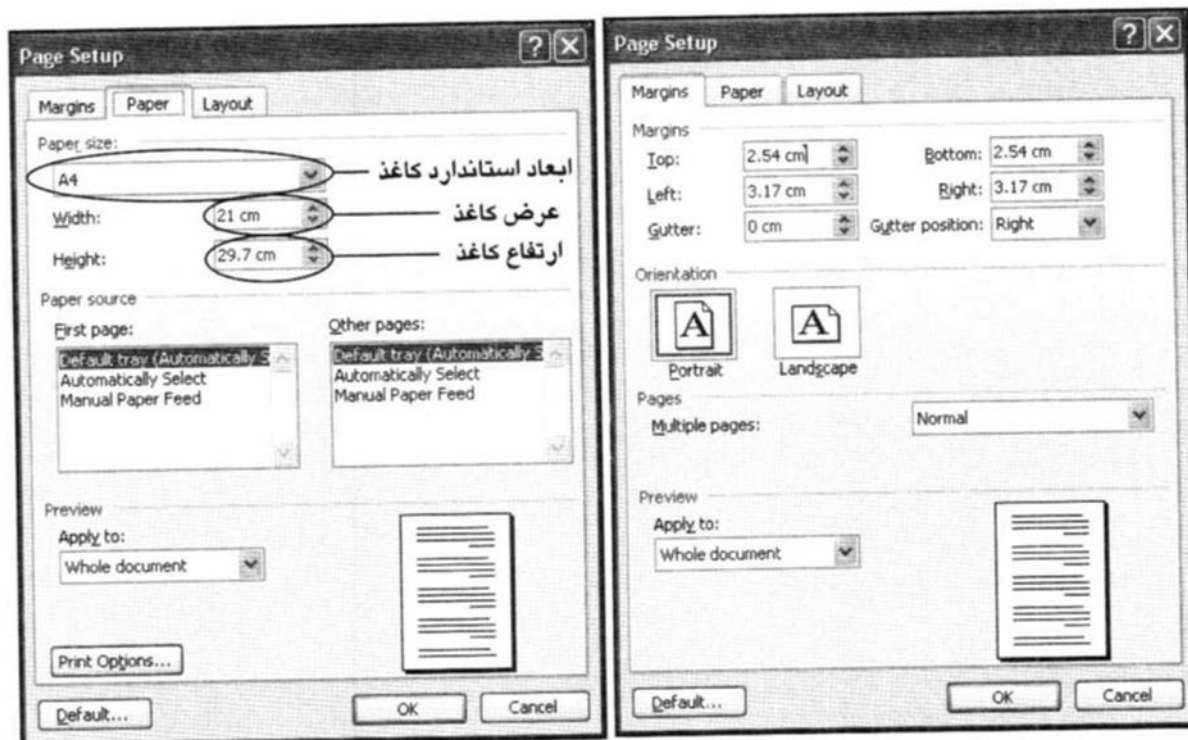 Page Setup
Margins Paper Layout
Paper size:
A4
ابعاد استاندارد کاغذ
Width: 21 cm
عرض کاغذ
Height: 29.7 cm
ارتفاع کاغذ
Paper source
First page:
Default tray (Automatically S
Automatically Select
Manual Paper Feed
Other pages:
Default tray (Automatically S
Automatically Select
Manual Paper Feed
Preview
Apply to:
Whole document
Print Options...
Default...
OK
Cancel
Page Setup
Margins Paper Layout
Margins
Top: 2.54 cm Bottom: 2.54 cm
Left: 3.17 cm Right: 3.17 cm
Gutter: 0 cm Gutter position: Right
Orientation
A A
Portrait Landscape
Pages
Multiple pages: Normal
Preview
Apply to:
Whole document
Default...
OK
Cancel